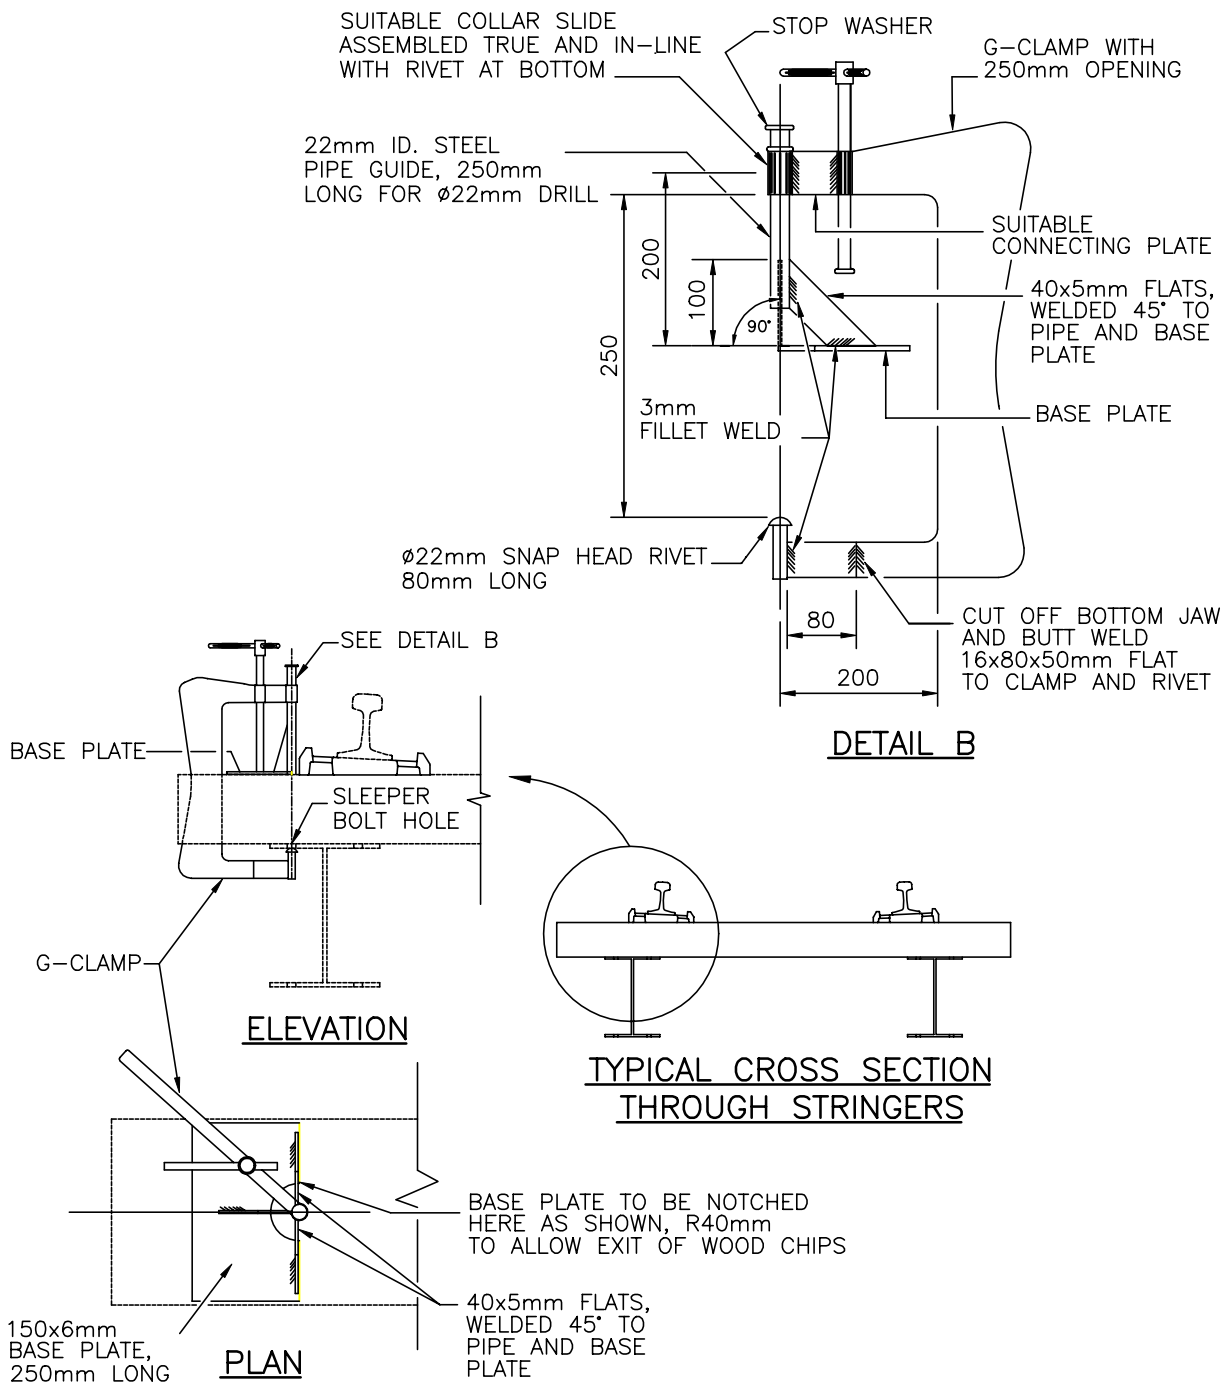 SUITABLE COLLAR SLIDE
ASSEMBLED TRUE AND IN-LINE
WITH RIVET AT BOTTOM
STOP WASHER
G-CLAMP WITH
250mm OPENING
22mm ID. STEEL
PIPE GUIDE, 250mm
LONG FOR ø22mm DRILL
SUITABLE
CONNECTING PLATE
200
100
90°
250
40x5mm FLATS,
WELDED 45° TO
PIPE AND BASE
PLATE
3mm
FILLET WELD
BASE PLATE
ø22mm SNAP HEAD RIVET
80mm LONG
80
200
CUT OFF BOTTOM JAW
AND BUTT WELD
16x80x50mm FLAT
TO CLAMP AND RIVET
DETAIL B
SEE DETAIL B
BASE PLATE
SLEEPER
BOLT HOLE
G-CLAMP
ELEVATION
TYPICAL CROSS SECTION
THROUGH STRINGERS
BASE PLATE TO BE NOTCHED
HERE AS SHOWN, R40mm
TO ALLOW EXIT OF WOOD CHIPS
40x5mm FLATS,
WELDED 45° TO
PIPE AND BASE
PLATE
150x6mm
BASE PLATE,
250mm LONG
PLAN